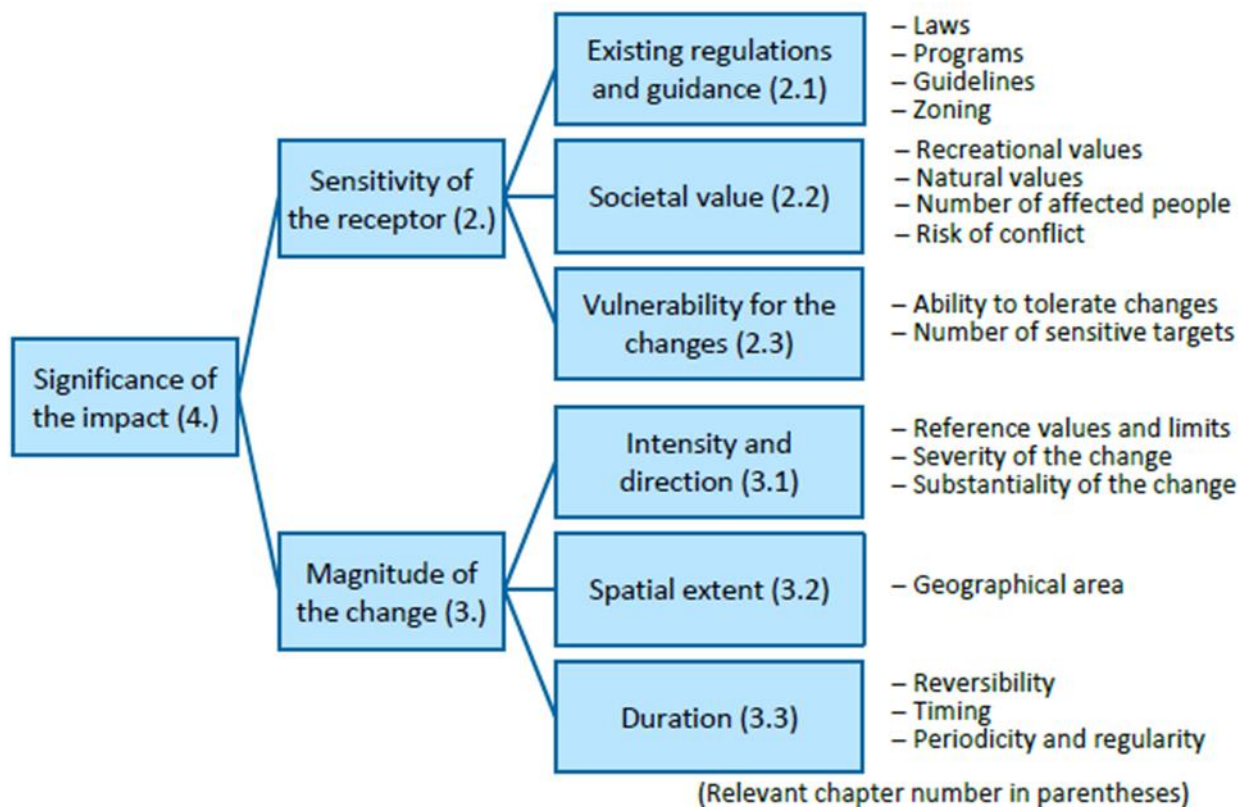 Significance of
the impact (4.)
Sensitivity of
the receptor (2.)
Existing regulations
and guidance (2.1)
– Laws
– Programs
– Guidelines
– Zoning
Societal value (2.2)
– Recreational values
– Natural values
– Number of affected people
– Risk of conflict
Vulnerability for the
changes (2.3)
– Ability to tolerate changes
– Number of sensitive targets
Magnitude of
the change (3.)
Intensity and
direction (3.1)
– Reference values and limits
– Severity of the change
– Substantiality of the change
Spatial extent (3.2)
– Geographical area
Duration (3.3)
– Reversibility
– Timing
– Periodicity and regularity
(Relevant chapter number in parentheses)